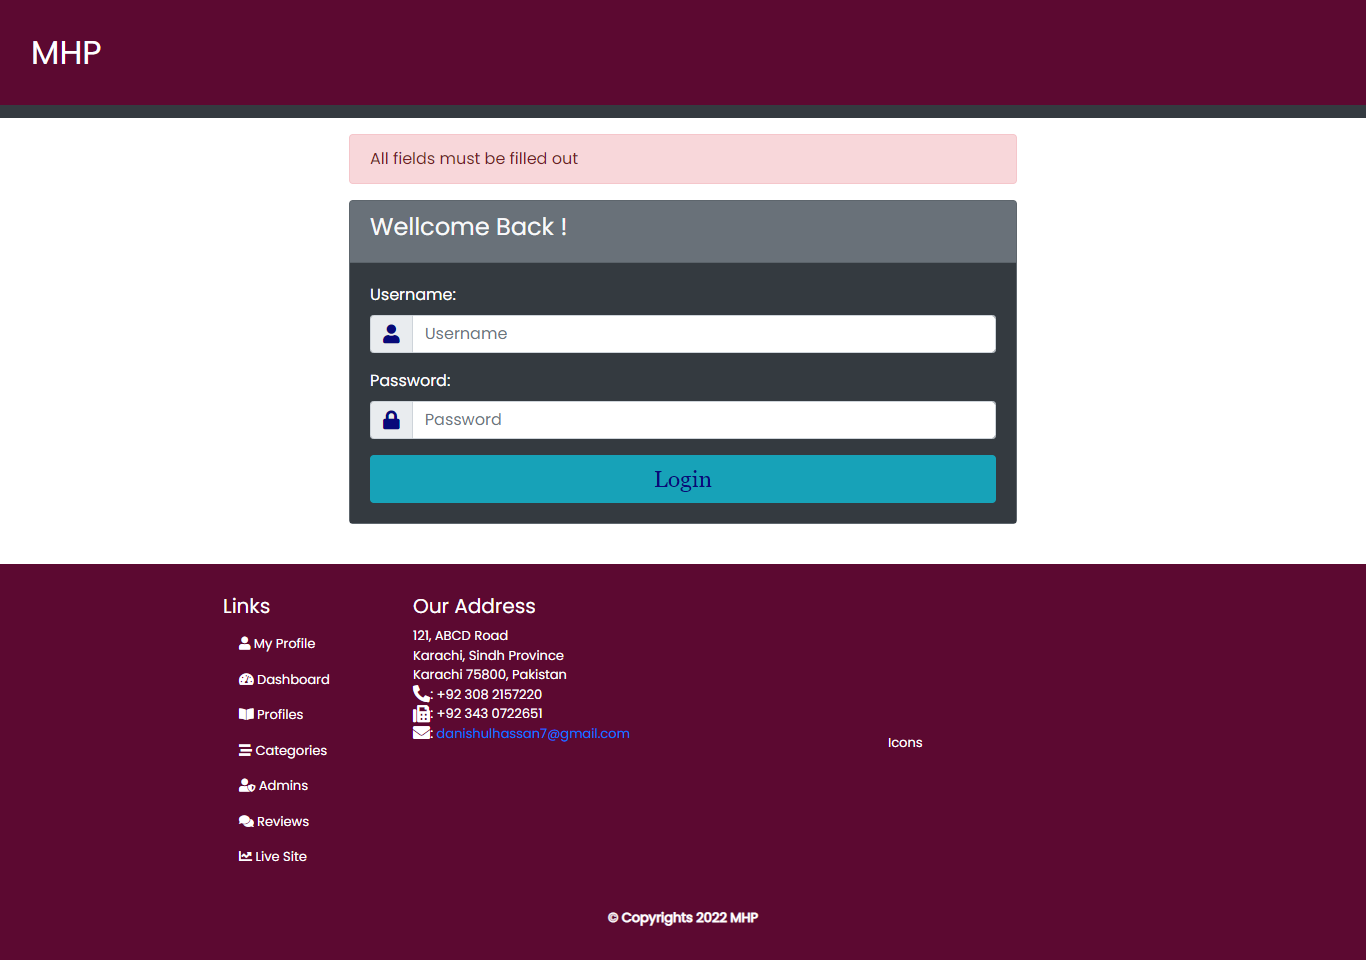 MHP
All fields must be filled out
Wellcome Back !
Username:
Username
Password:
Password
Login
Links
My Profile
Dashboard
Profiles
Categories
Admins
Reviews
Live Site
Our Address
121, ABCD Road
Karachi, Sindh Province
Karachi 75800, Pakistan
: +92 308 2157220
: +92 343 0722651
: danishulhassan7@gmail.com
Icons
© Copyrights 2022 MHP